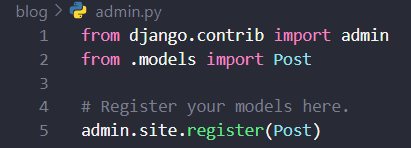 blog > admin.py
1 from django.contrib import admin
2 from .models import Post
3
4 # Register your models here.
5 admin.site.register(Post)